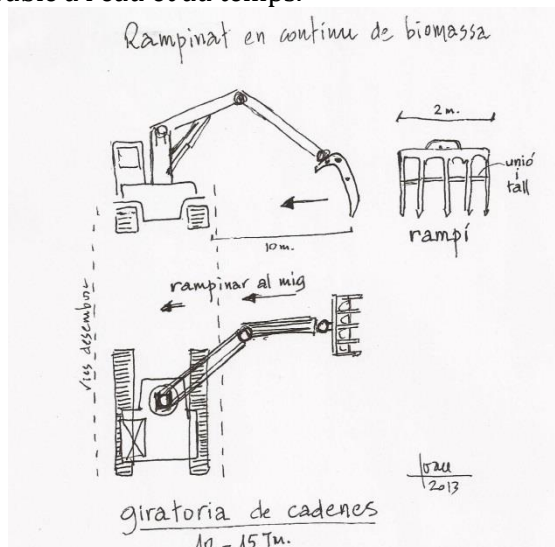 Rampinat en continu de biomassa
2 m.
unió
i
tall
rampí
10 m.
rampinar al mig
vies desembosc
2013
giratoria de cadenes